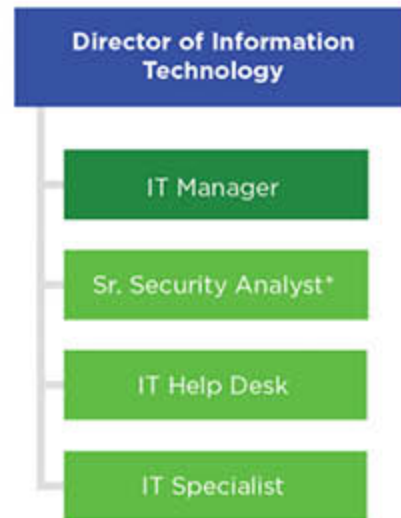 Director of Information
Technology
IT Manager
Sr. Security Analyst*
IT Help Desk
IT Specialist